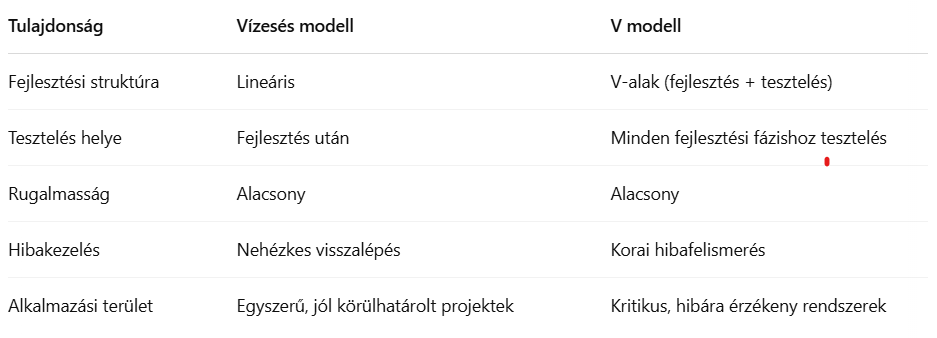 Tulajdonság Vízesés modell V modell
Fejlesztési struktúra Lineáris V-alak (fejlesztés + tesztelés)
Tesztelés helye Fejlesztés után Minden fejlesztési fázishoz tesztelés
Rugalmasság Alacsony Alacsony
Hibakezelés Nehézkes visszalépés Korai hibafelismerés
Alkalmazási terület Egyszerű, jól körülhatárolt projektek Kritikus, hibára érzékeny rendszerek